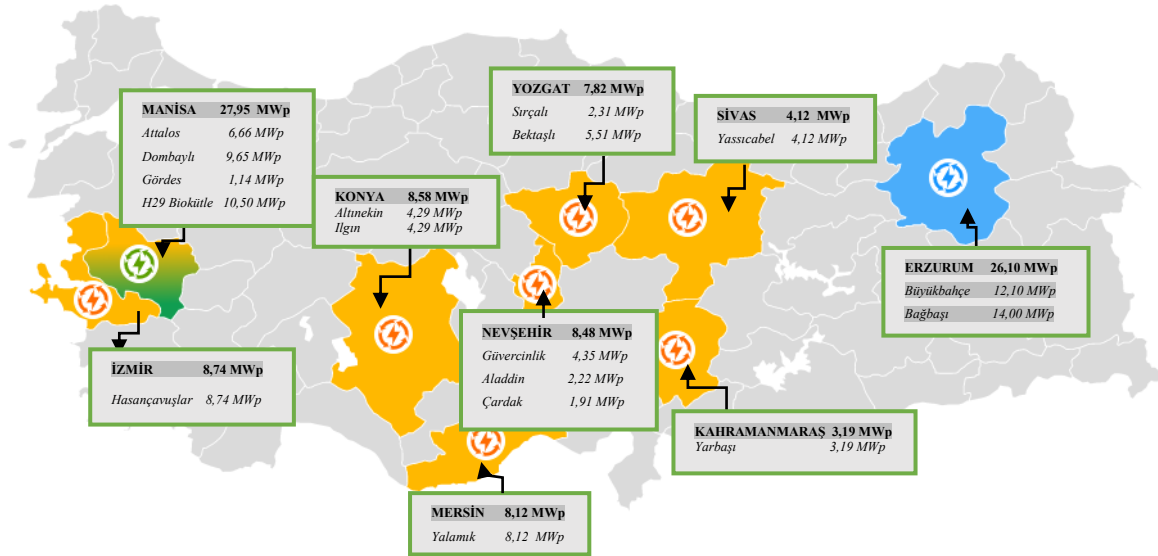 MANİSA 27,95 MWp
Attalos 6,66 MWp
Dombaylı 9,65 MWp
Gördes 1,14 MWp
H29 Biokütle 10,50 MWp
YOZGAT 7,82 MWp
Sırçalı 2,31 MWp
Bektaşlı 5,51 MWp
SİVAS 4,12 MWp
Yassıcabel 4,12 MWp
KONYA 8,58 MWp
Altınekin 4,29 MWp
Ilgın 4,29 MWp
ERZURUM 26,10 MWp
Büyükbahçe 12,10 MWp
Bağbaşı 14,00 MWp
NEVŞEHİR 8,48 MWp
Güvercinlik 4,35 MWp
Aladdin 2,22 MWp
Çardak 1,91 MWp
İZMİR 8,74 MWp
Hasançavuşlar 8,74 MWp
KAHRAMANMARAŞ 3,19 MWp
Yarbaşı 3,19 MWp
MERSİN 8,12 MWp
Yalamık 8,12 MWp